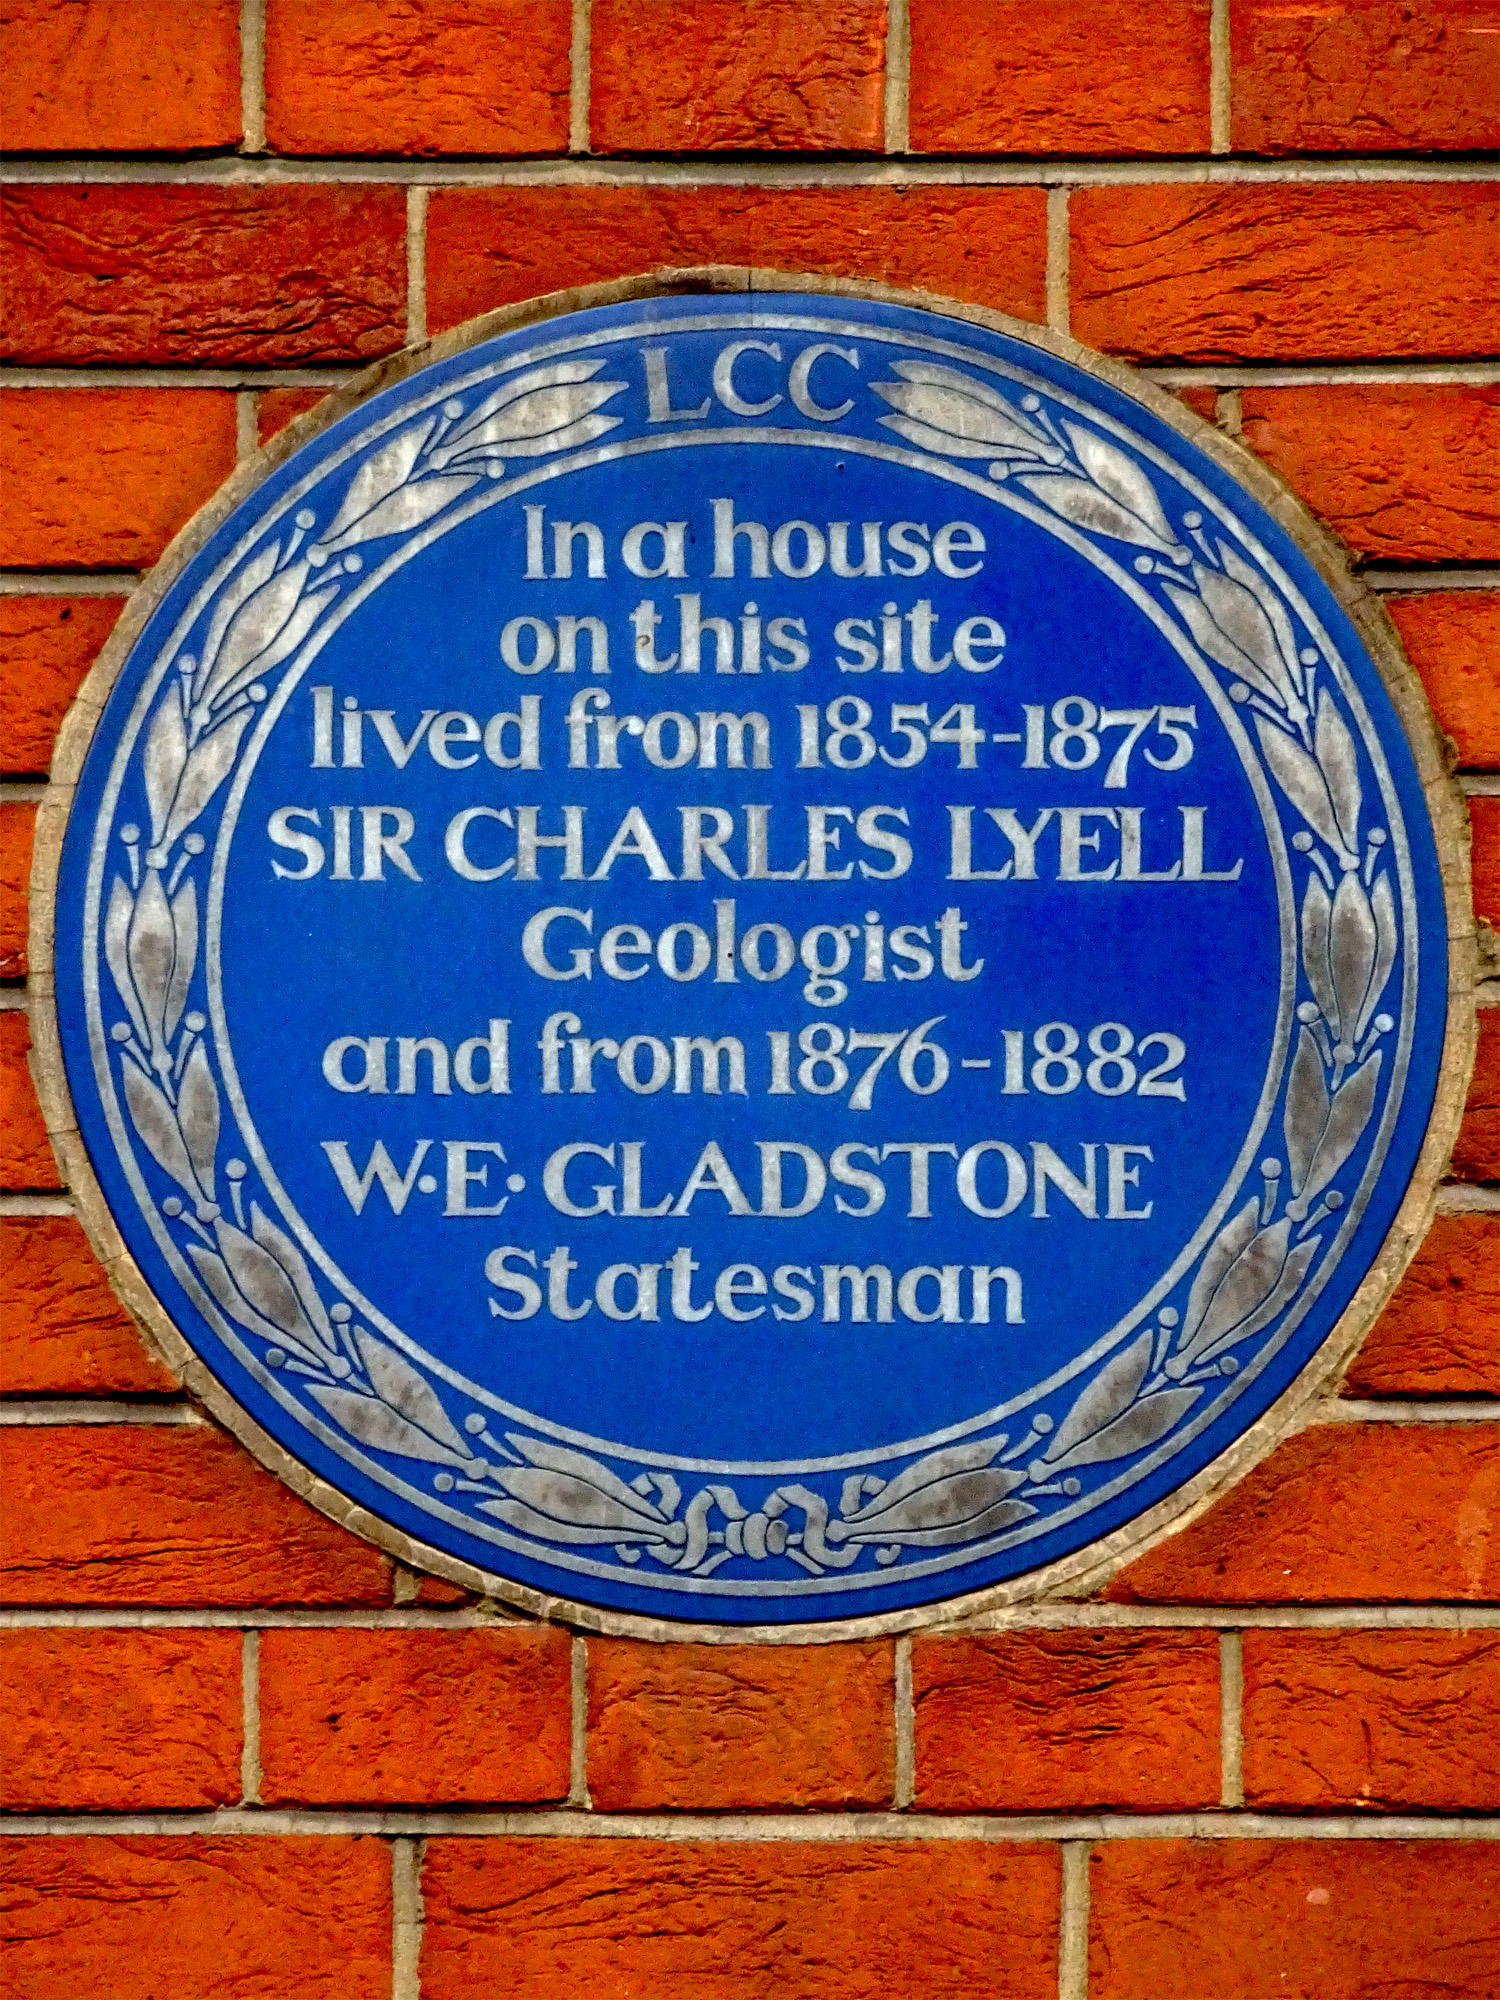 LCC
In a house
on this site
lived from 1854-1875
SIR CHARLES LYELL
Geologist
and from 1876-1882
W·E· GLADSTONE
Statesman